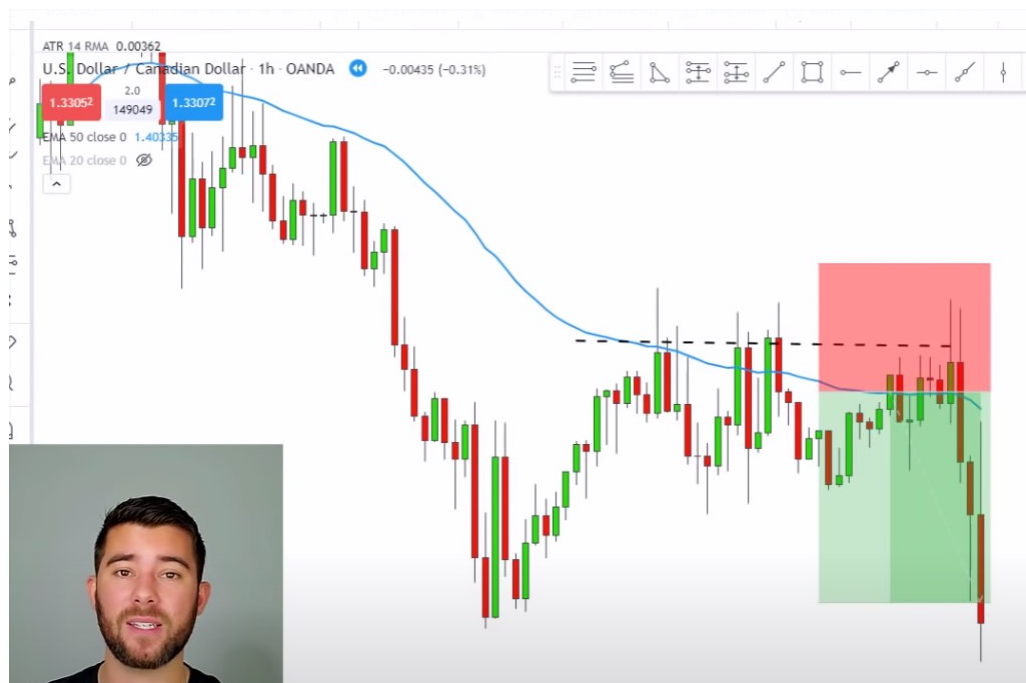 ATR 14 RMA 0.00362
U.S. Dollar / Canadian Dollar · 1h · OANDA −0.00435 (−0.31%)
1.33052 2.0 149049 1.33072
EMA 50 close 0 1.40335
EMA 20 close 0